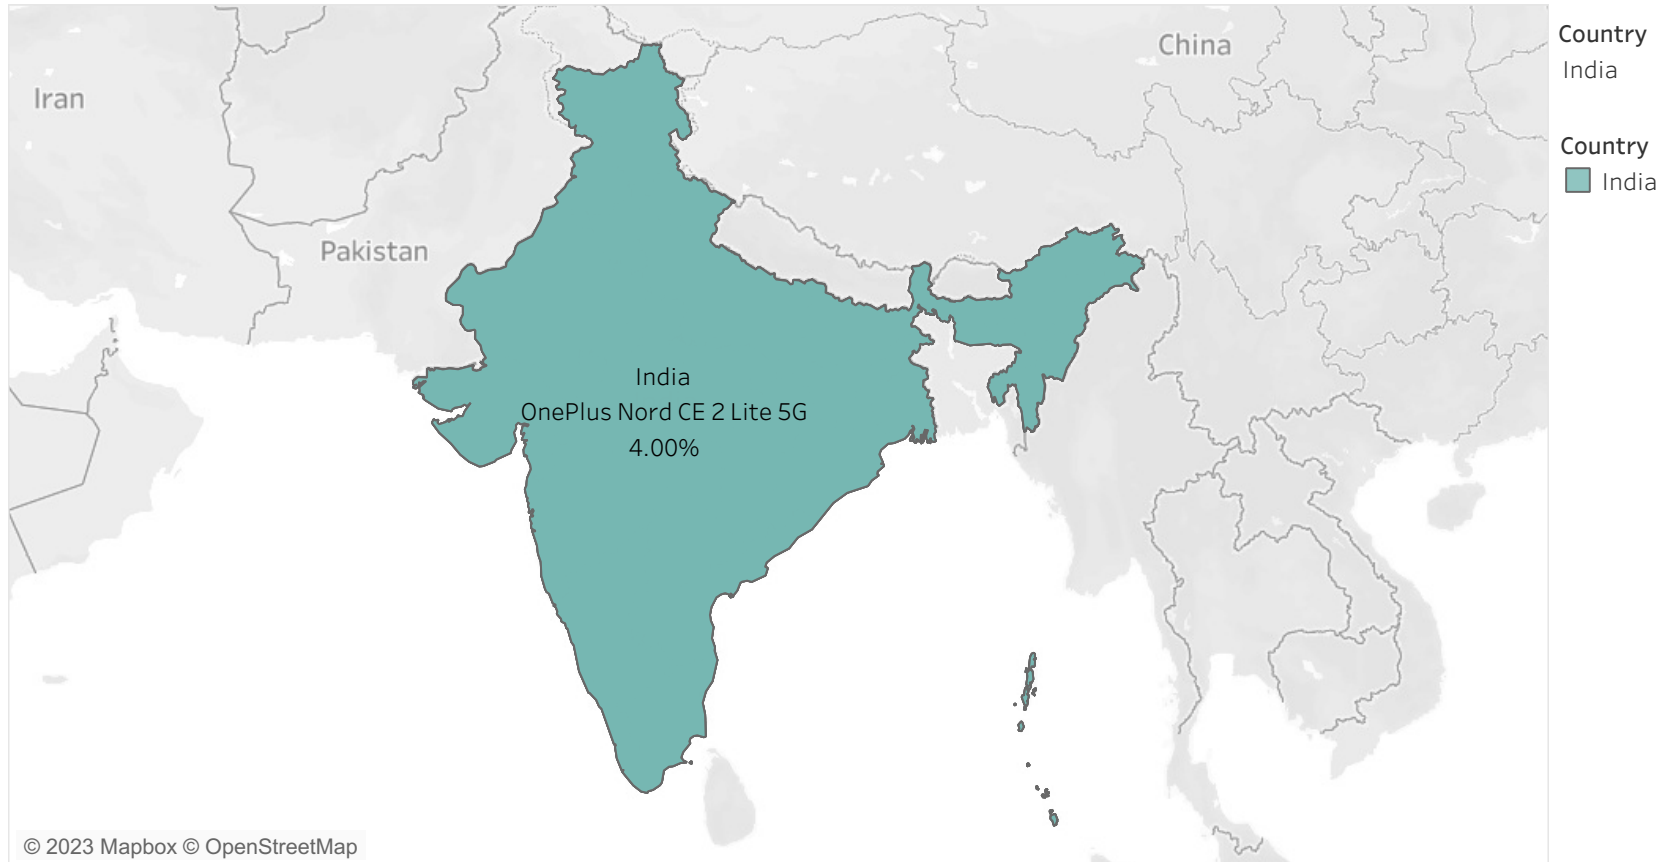 China
Iran
Pakistan
India
OnePlus Nord CE 2 Lite 5G
4.00%
© 2023 Mapbox © OpenStreetMap
Country
India
Country
India